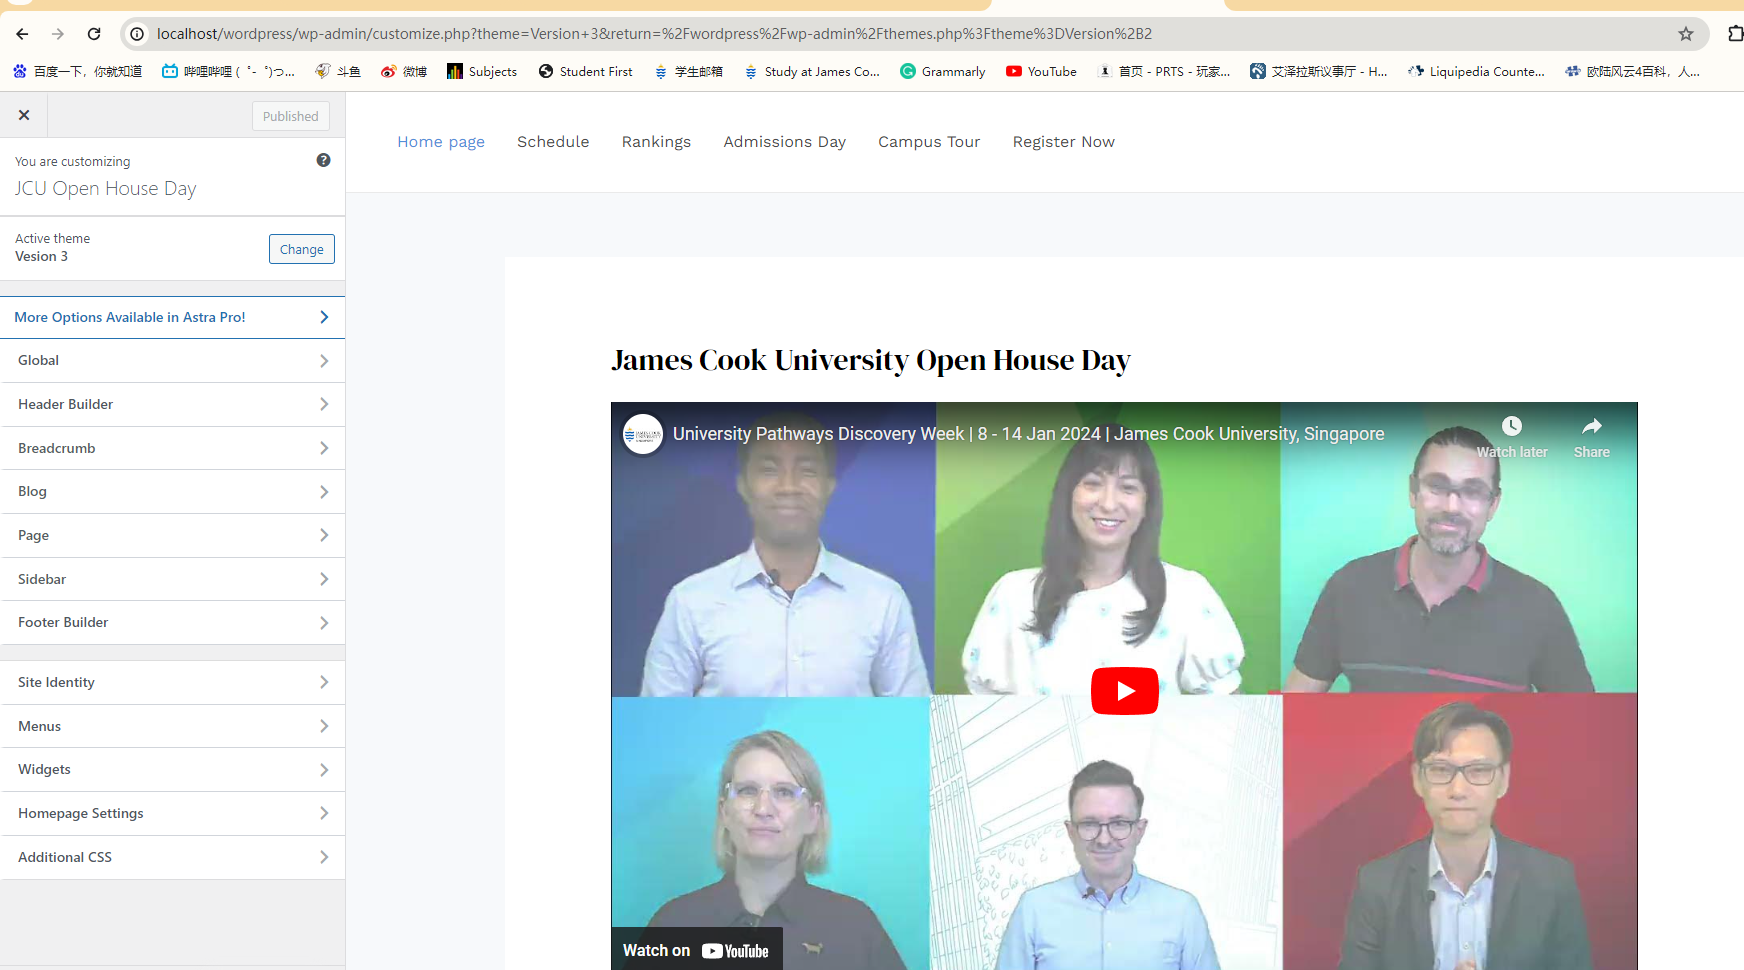 localhost/wordpress/wp-admin/customize.php?theme=Version+3&return=%2Fwordpress%2Fwp-admin%2Fthemes.php%3Ftheme%3DVersion%2B2
百度一下，你就知道 哔哩哔哩 ( ゜- ゜)つ... 斗鱼 微博 Subjects Student First 学生邮箱 Study at James Co... Grammarly YouTube 首页 - PRTS - 玩家... 艾泽拉斯议事厅 - H... Liquipedia Counte... 欧陆风云4百科，人...
Published
You are customizing
JCU Open House Day
Active theme
Vesion 3
Change
More Options Available in Astra Pro!
Global
Header Builder
Breadcrumb
Blog
Page
Sidebar
Footer Builder
Site Identity
Menus
Widgets
Homepage Settings
Additional CSS
Home page Schedule Rankings Admissions Day Campus Tour Register Now
James Cook University Open House Day
University Pathways Discovery Week | 8 - 14 Jan 2024 | James Cook University, Singapore
Watch later Share
Watch on YouTube